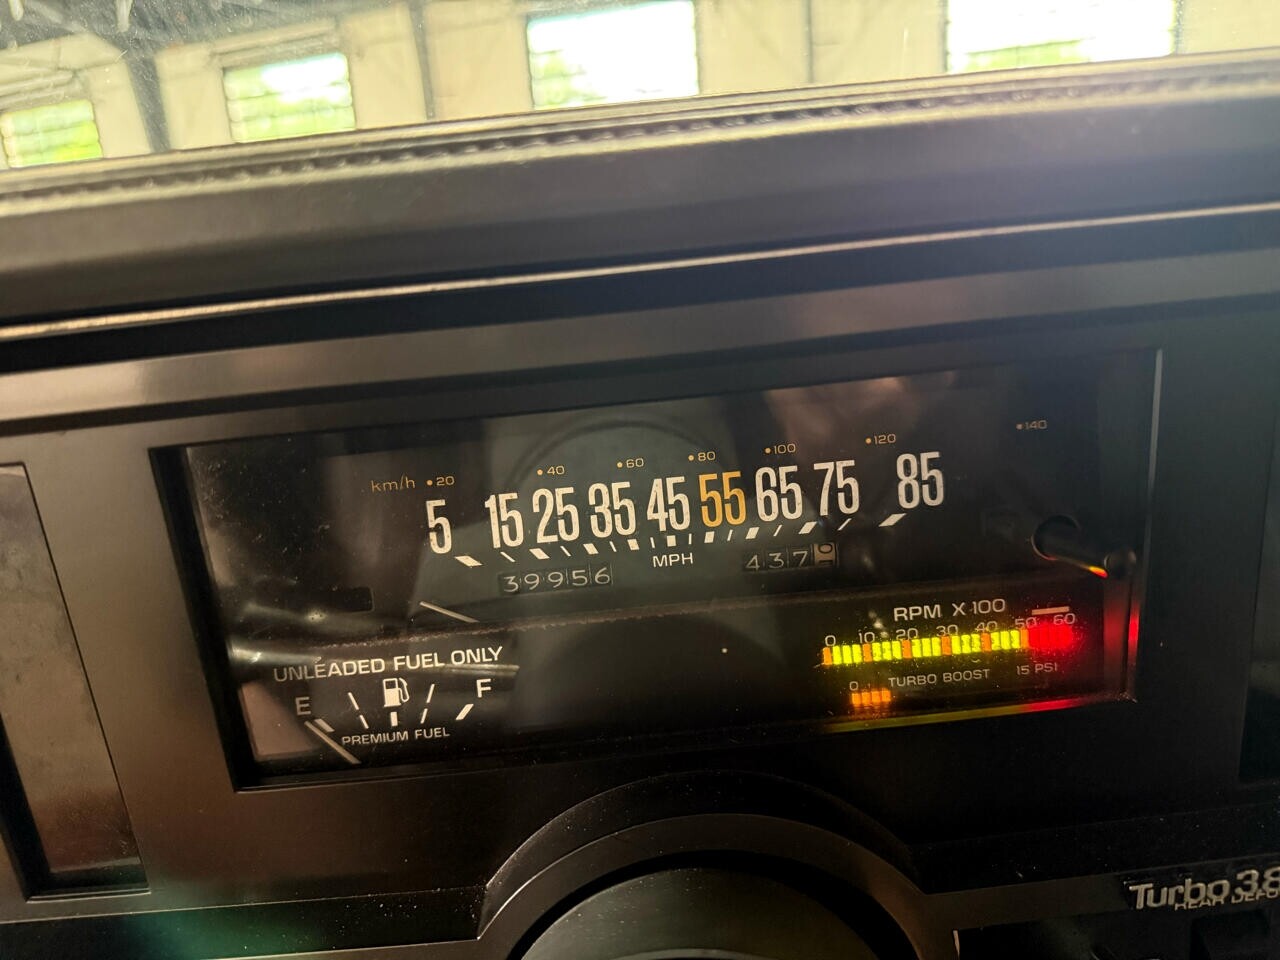 km/h 20 40 60 80 100 120 140
5 15 25 35 45 55 65 75 85
MPH
39956
437
RPM X 100
0 10 20 30 40 50 60
0 TURBO BOOST 15 PSI
UNLEADED FUEL ONLY
E F
PREMIUM FUEL
Turbo 3.8
REAR DEFO